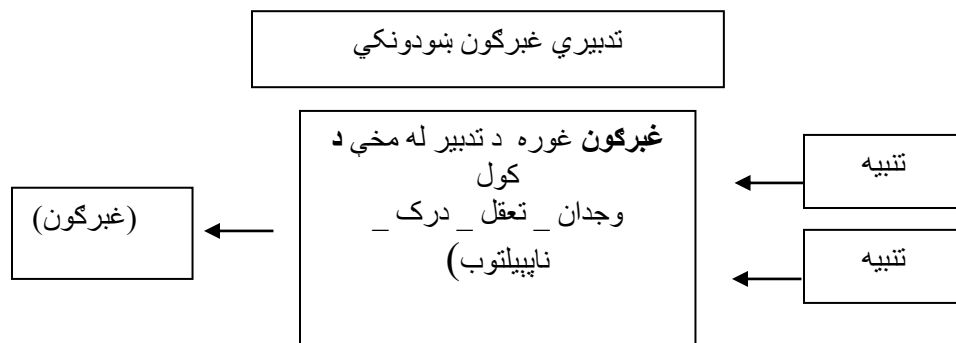 تدبيري غبرګون ښودونکي
تنبيه
تنبيه
غبرګون غوره د تدبير له مخې د
کول
وجدان _ تعقل _ درک _
ناپېيلتوب)
(غبرګون)